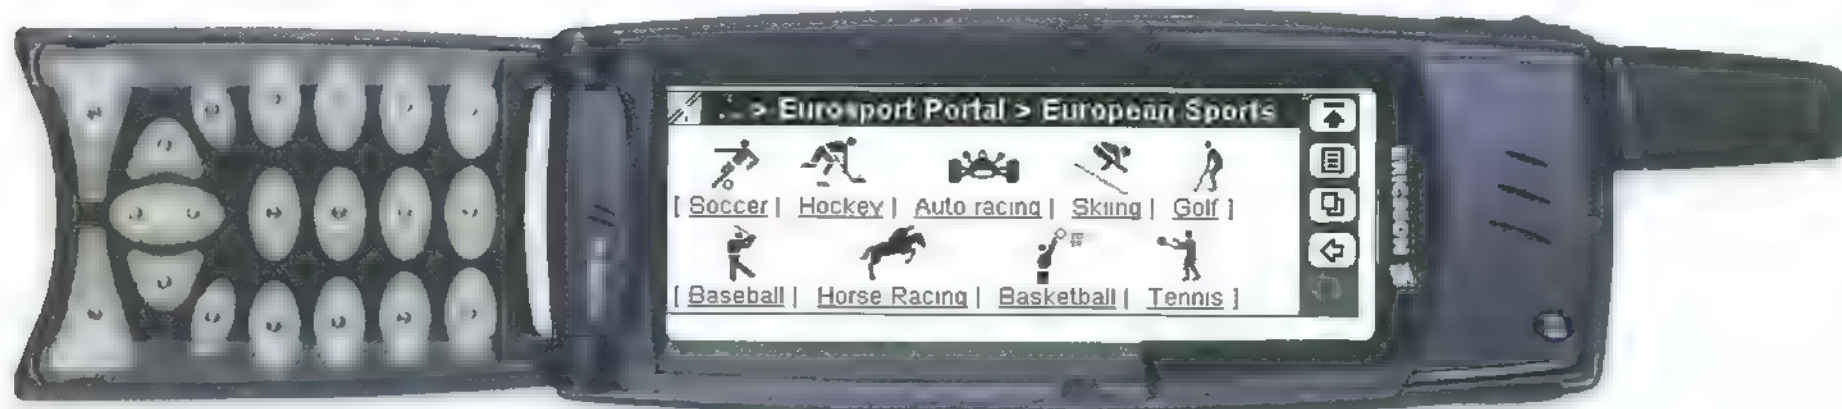 ... > Eurosport Portal > European Sports
[ Soccer | Hockey | Auto racing | Skiing | Golf ]
[ Baseball | Horse Racing | Basketball | Tennis ]
ERICSSON